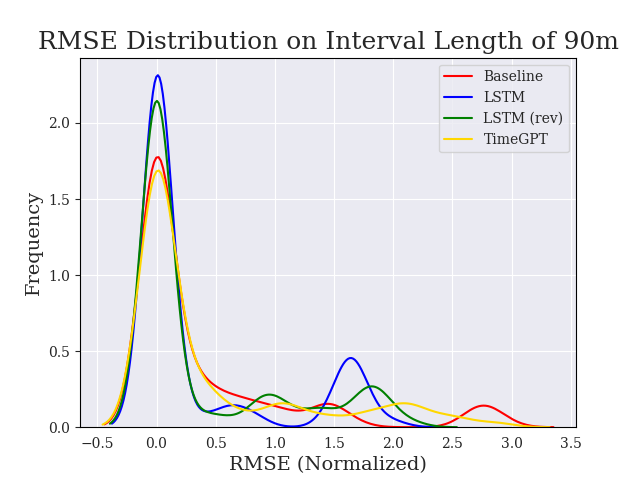 RMSE Distribution on Interval Length of 90m
Baseline
LSTM
LSTM (rev)
TimeGPT
Frequency
2.0
1.5
1.0
0.5
0.0
−0.5 0.0 0.5 1.0 1.5 2.0 2.5 3.0 3.5
RMSE (Normalized)